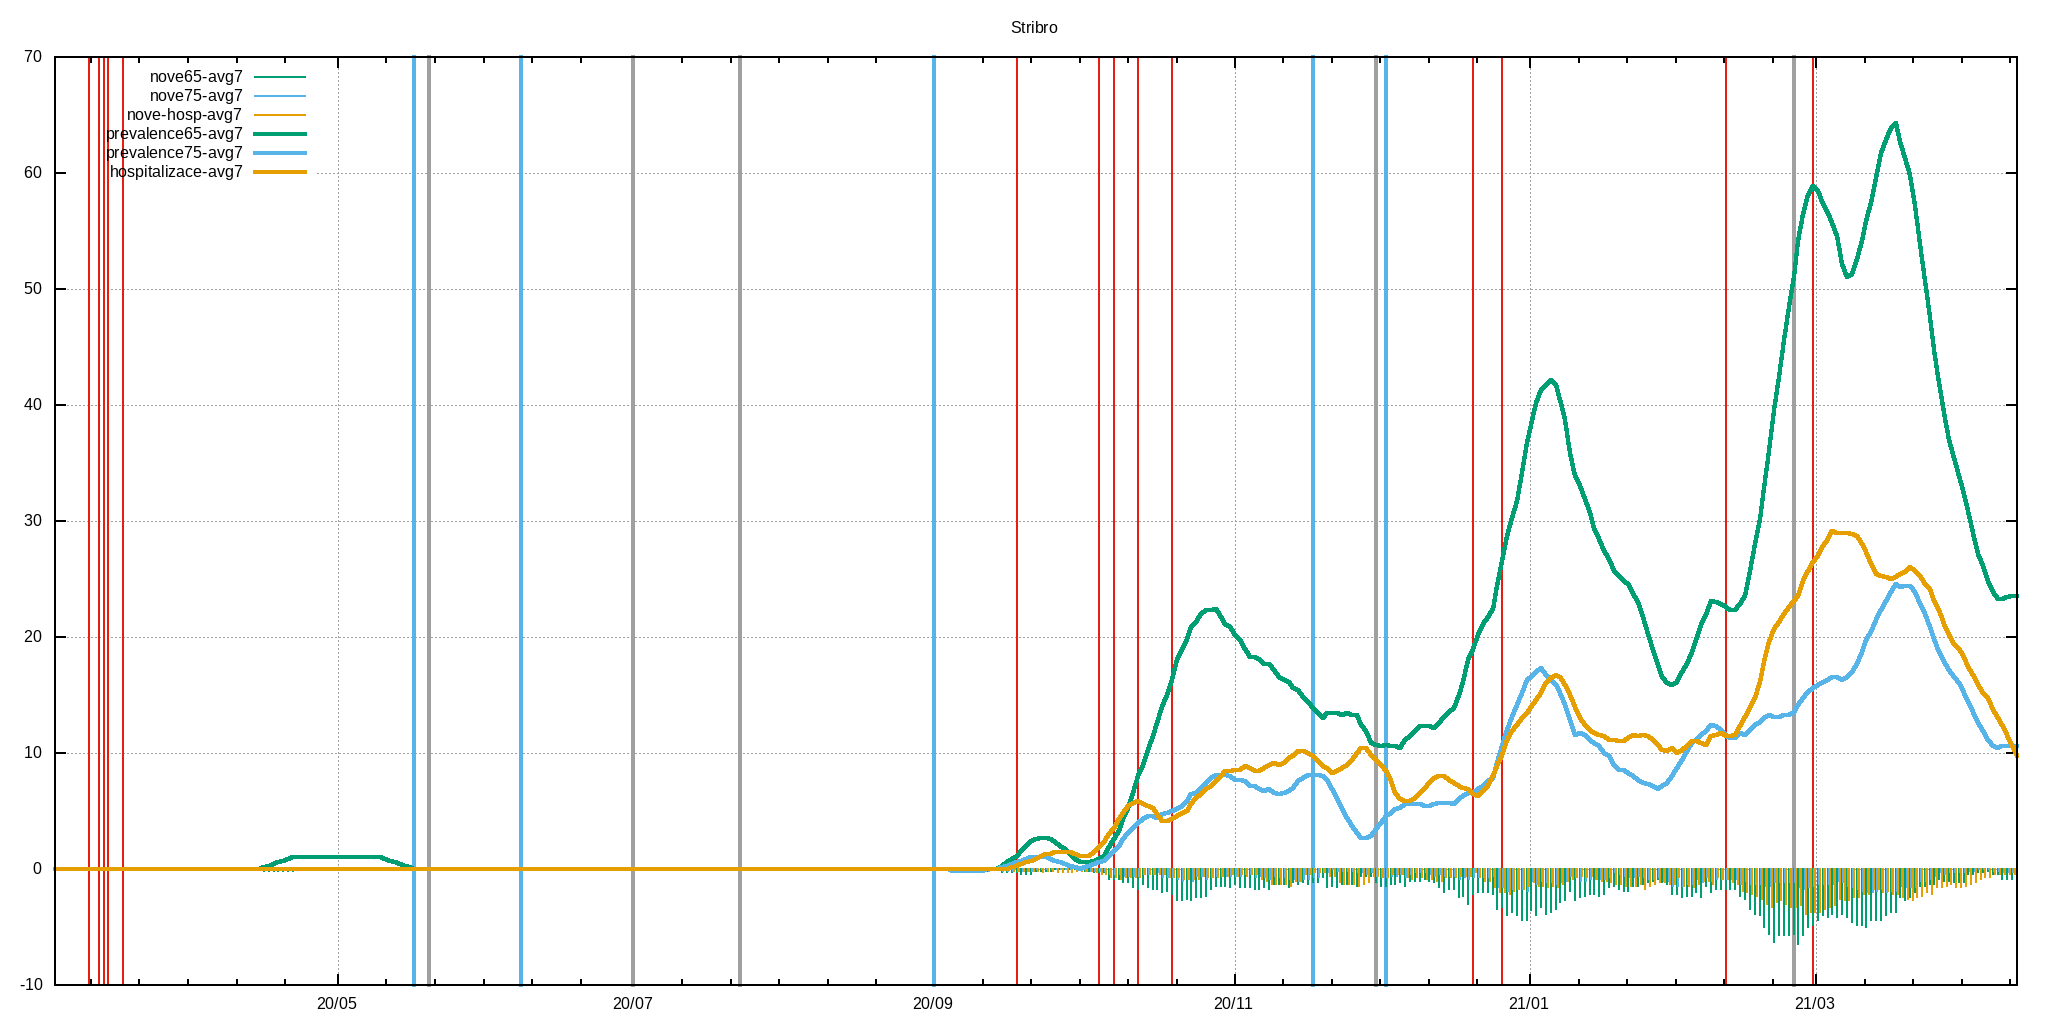 Stribro
70
60
50
40
30
20
10
0
-10
nove65-avg7
nove75-avg7
nove-hosp-avg7
prevalence65-avg7
prevalence75-avg7
hospitalizace-avg7
20/05 20/07 20/09 20/11 21/01 21/03